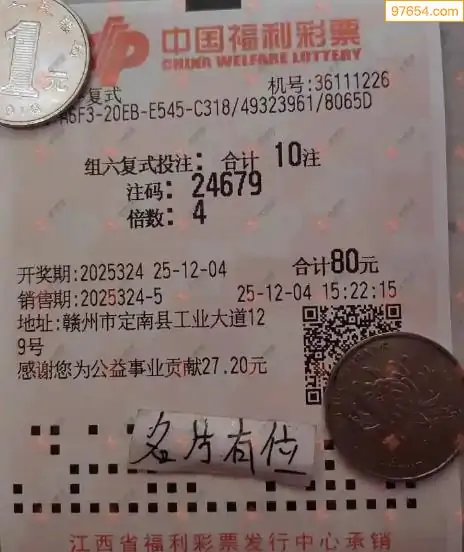 97654.com
1
元
中国福利彩票
CHINA WELFARE LOTTERY
复式
机号:36111226
A6F3-20EB-E545-C318/49323961/8065D
组六复式投注: 合计 10注
注码: 24679
倍数: 4
开奖期:2025324 25-12-04 合计80元
销售期:2025324-5 25-12-04 15:22:15
地址:赣州市定南县工业大道12
9号
感谢您为公益事业贡献27.20元
名片有位
江西省福利彩票发行中心承销